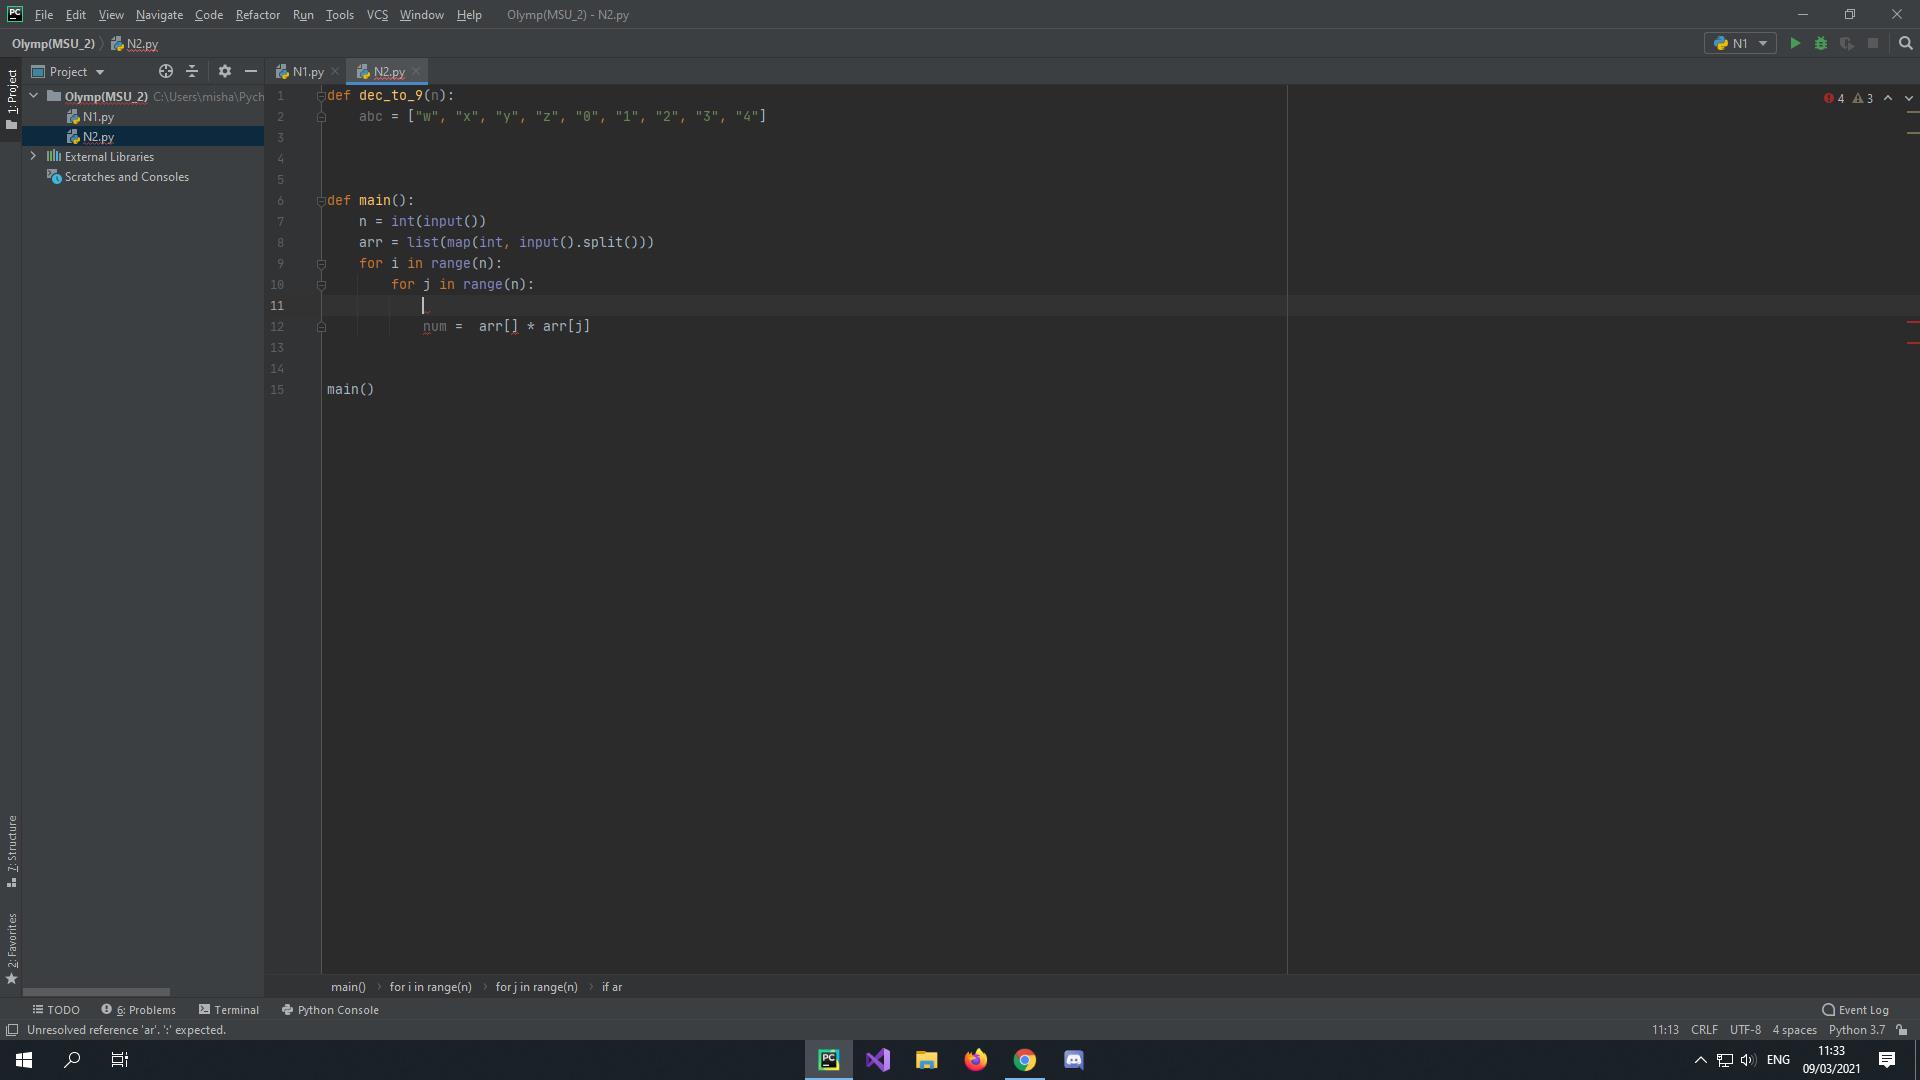 PC File Edit View Navigate Code Refactor Run Tools VCS Window Help Olymp(MSU_2) - N2.py
Olymp(MSU_2) N2.py N1
Project N1.py N2.py
1: Project
Olymp(MSU_2) C:\Users\misha\Pych
N1.py
N2.py
External Libraries
Scratches and Consoles
7: Structure
2: Favorites
4 3
1 def dec_to_9(n):
2 abc = ["w", "x", "y", "z", "0", "1", "2", "3", "4"]
3
4
5
6 def main():
7 n = int(input())
8 arr = list(map(int, input().split()))
9 for i in range(n):
10 for j in range(n):
11
12 num =  arr[] * arr[j]
13
14
15 main()
main() for i in range(n) for j in range(n) if ar
TODO 6: Problems Terminal Python Console Event Log
Unresolved reference 'ar'. ':' expected. 11:13 CRLF UTF-8 4 spaces Python 3.7
PC ENG 11:33
09/03/2021